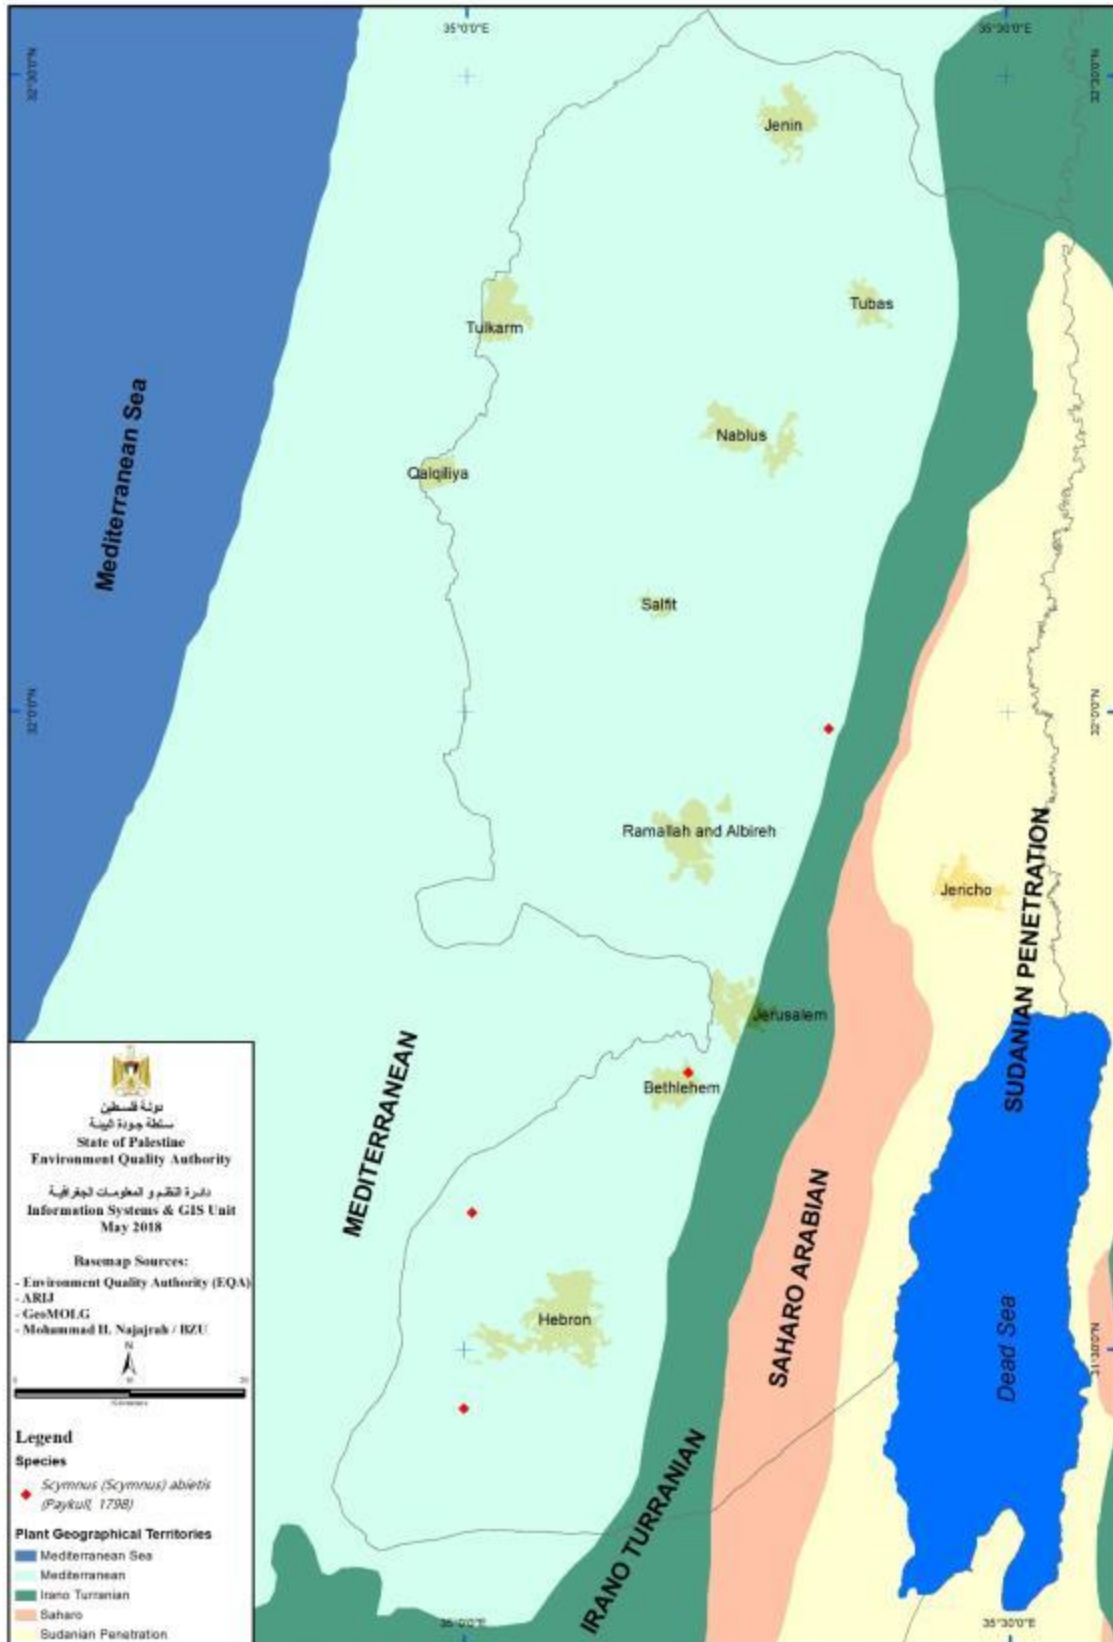 35°0'0"E
35°30'0"E
32°30'0"N
32°30'0"N
Jenin
Tubas
Tulkarm
Mediterranean Sea
Nablus
Qalqiliya
Salfit
32°0'0"N
32°0'0"N
Ramallah and Albireh
Jericho
SUDANIAN PENETRATION
Jerusalem
Bethlehem
MEDITERRANEAN
SAHARO ARABIAN
Hebron
Dead Sea
31°30'0"N
IRANO TURRANIAN
35°0'0"E
35°30'0"E
دولة فلسطين
سلطة جودة البيئة
State of Palestine
Environment Quality Authority
دائرة النظم و المعلومات الجغرافية
Information Systems & GIS Unit
May 2018
Basemap Sources:
- Environment Quality Authority (EQA)
- ARIJ
- GeoMOLG
- Mohammad H. Najajrah / BZU
N
Legend
Species
Scymnus (Scymnus) abietis
(Paykull, 1798)
Plant Geographical Territories
Mediterranean Sea
Mediterranean
Irano Turranian
Saharo
Sudanian Penetration